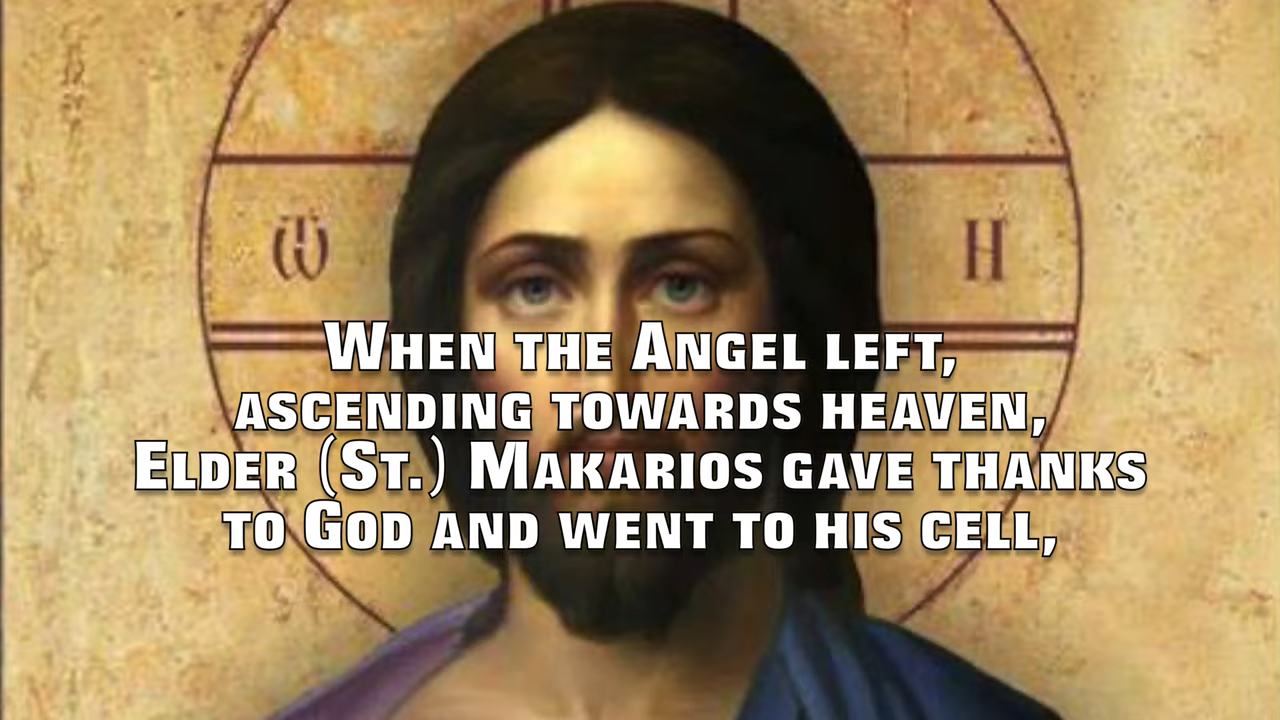 Ѿ Н
When the Angel left,
ascending towards heaven,
Elder (St.) Makarios gave thanks
to God and went to his cell,